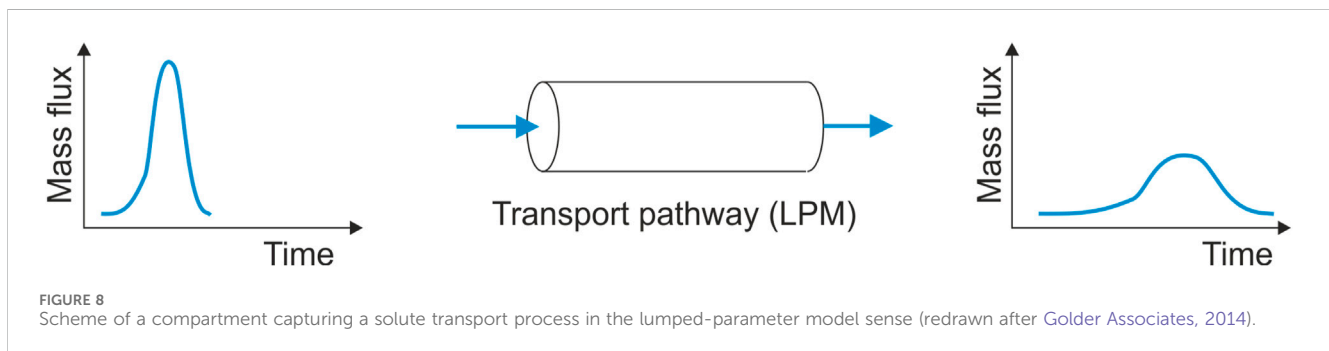 Mass flux
Time
Transport pathway (LPM)
Mass flux
Time
FIGURE 8
Scheme of a compartment capturing a solute transport process in the lumped-parameter model sense (redrawn after Golder Associates, 2014).